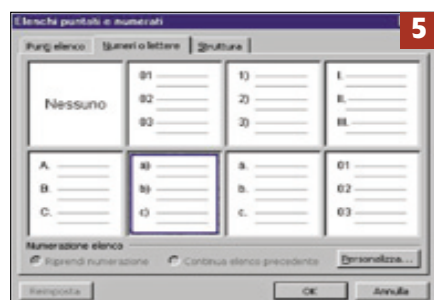 Elenchi puntati e numerati
5
Punti elenco Numeri o lettere Struttura
Nessuno
01
02
03
1)
2)
3)
I.
II.
III.
A.
B.
C.
a)
b)
c)
a.
b.
c.
01
02
03
Numerazione elenco
Riprendi numerazione Continua elenco precedente Personalizza...
Reimposta OK Annulla